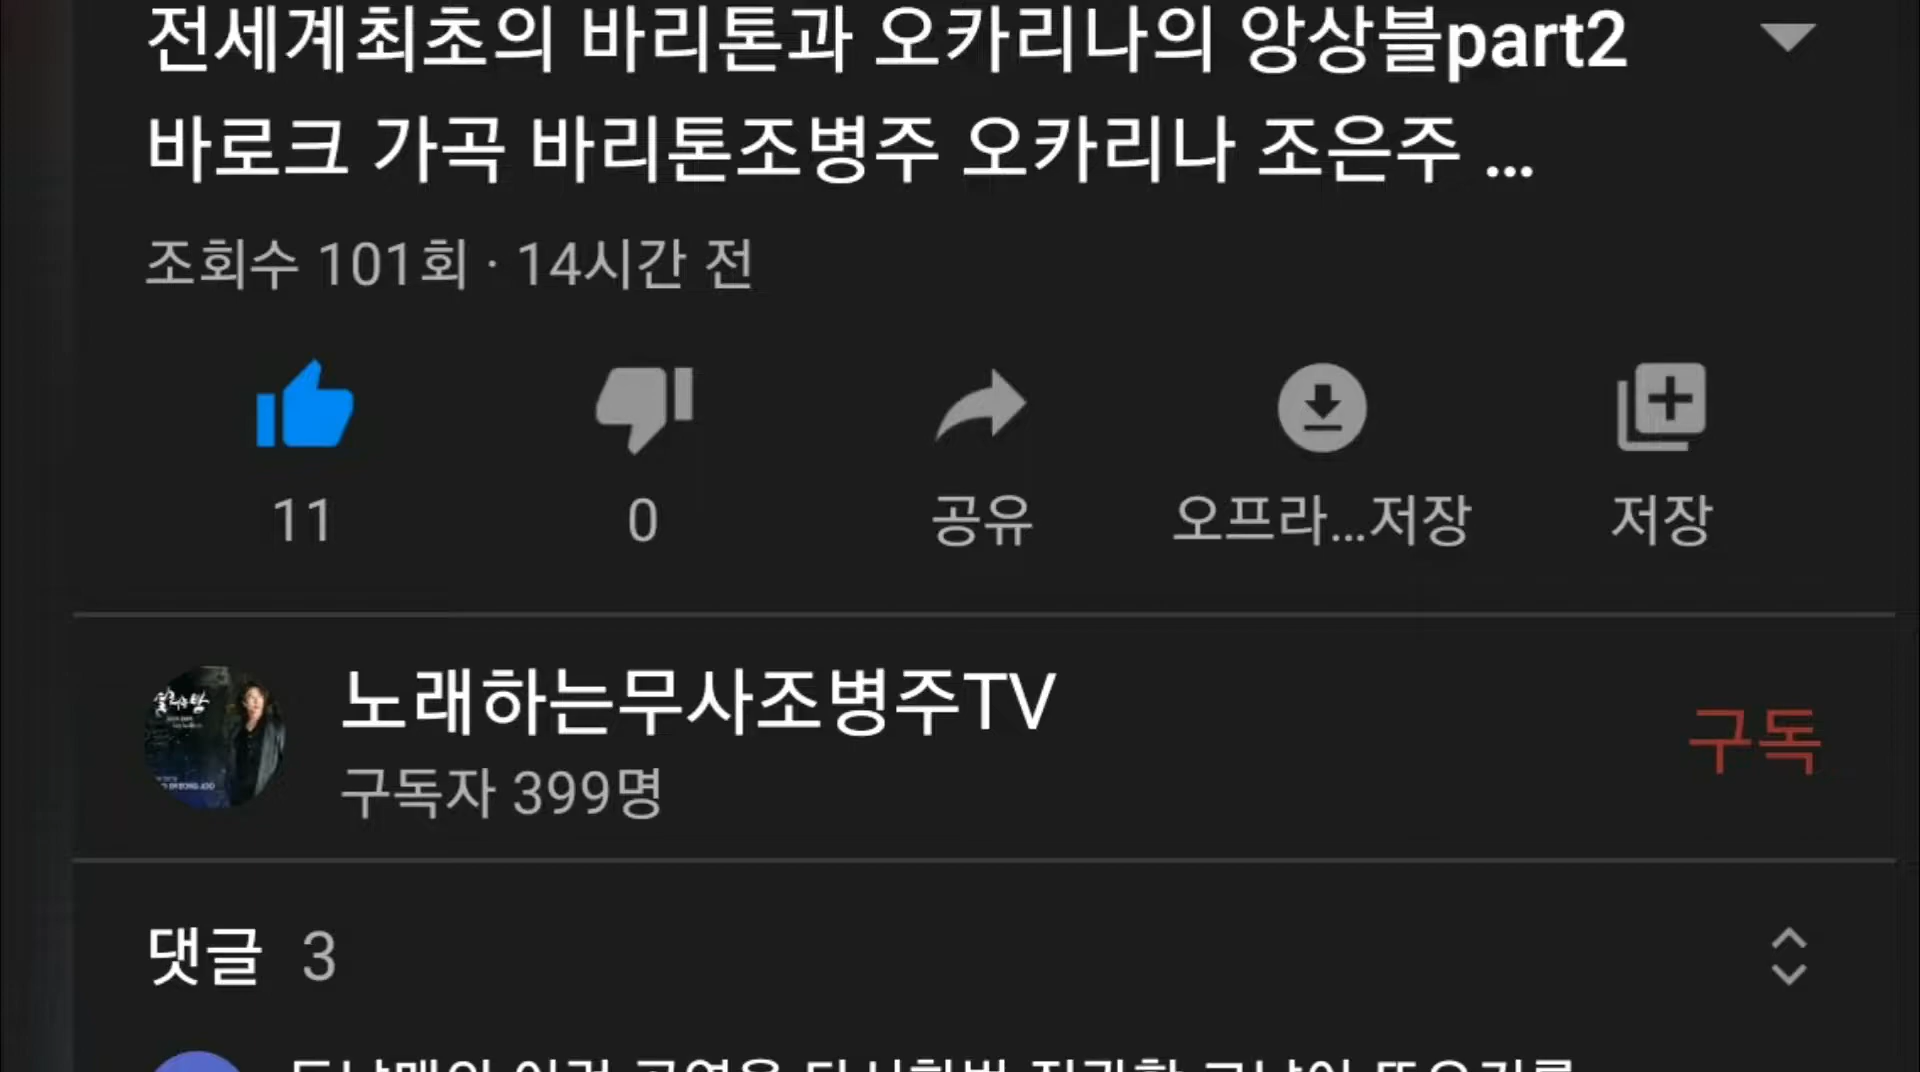 전세계최초의 바리톤과 오카리나의 앙상블part2
바로크 가곡 바리톤조병주 오카리나 조은주 ...
조회수 101회 · 14시간 전
11
0
공유
오프라...저장
저장
노래하는무사조병주TV
구독자 399명
구독
댓글 3